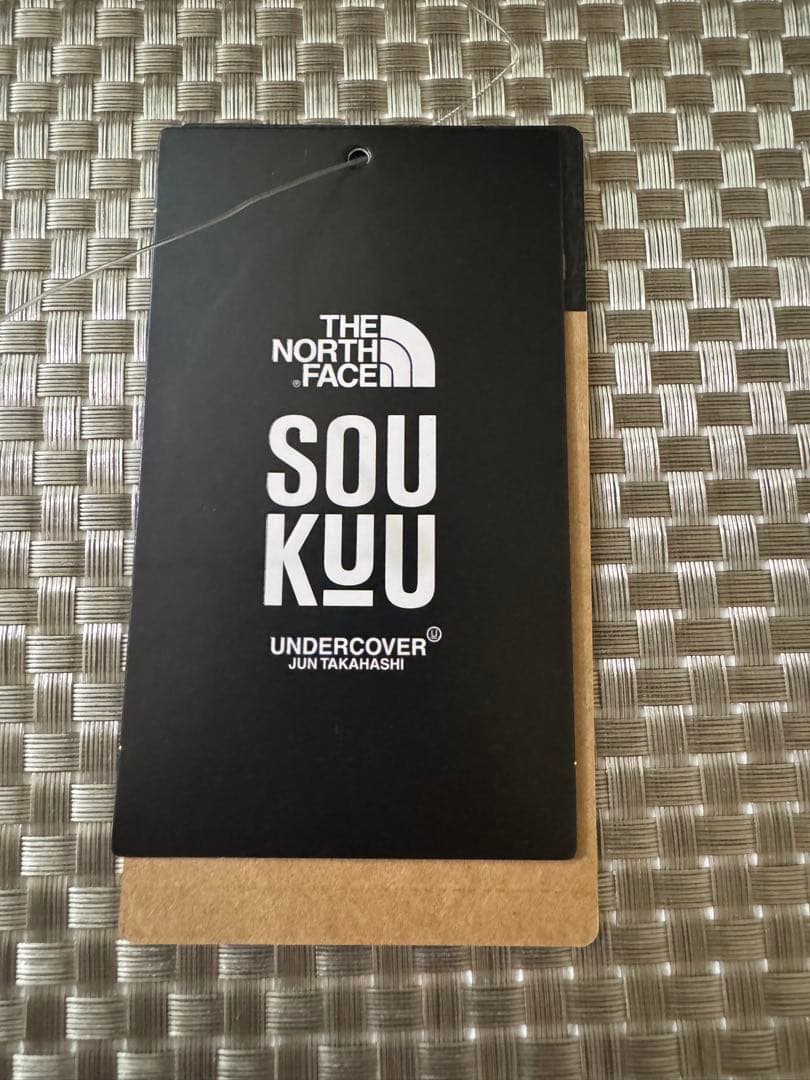 THE
NORTH
®FACE
SOU
KUU
UNDERCOVER Ⓤ
JUN TAKAHASHI